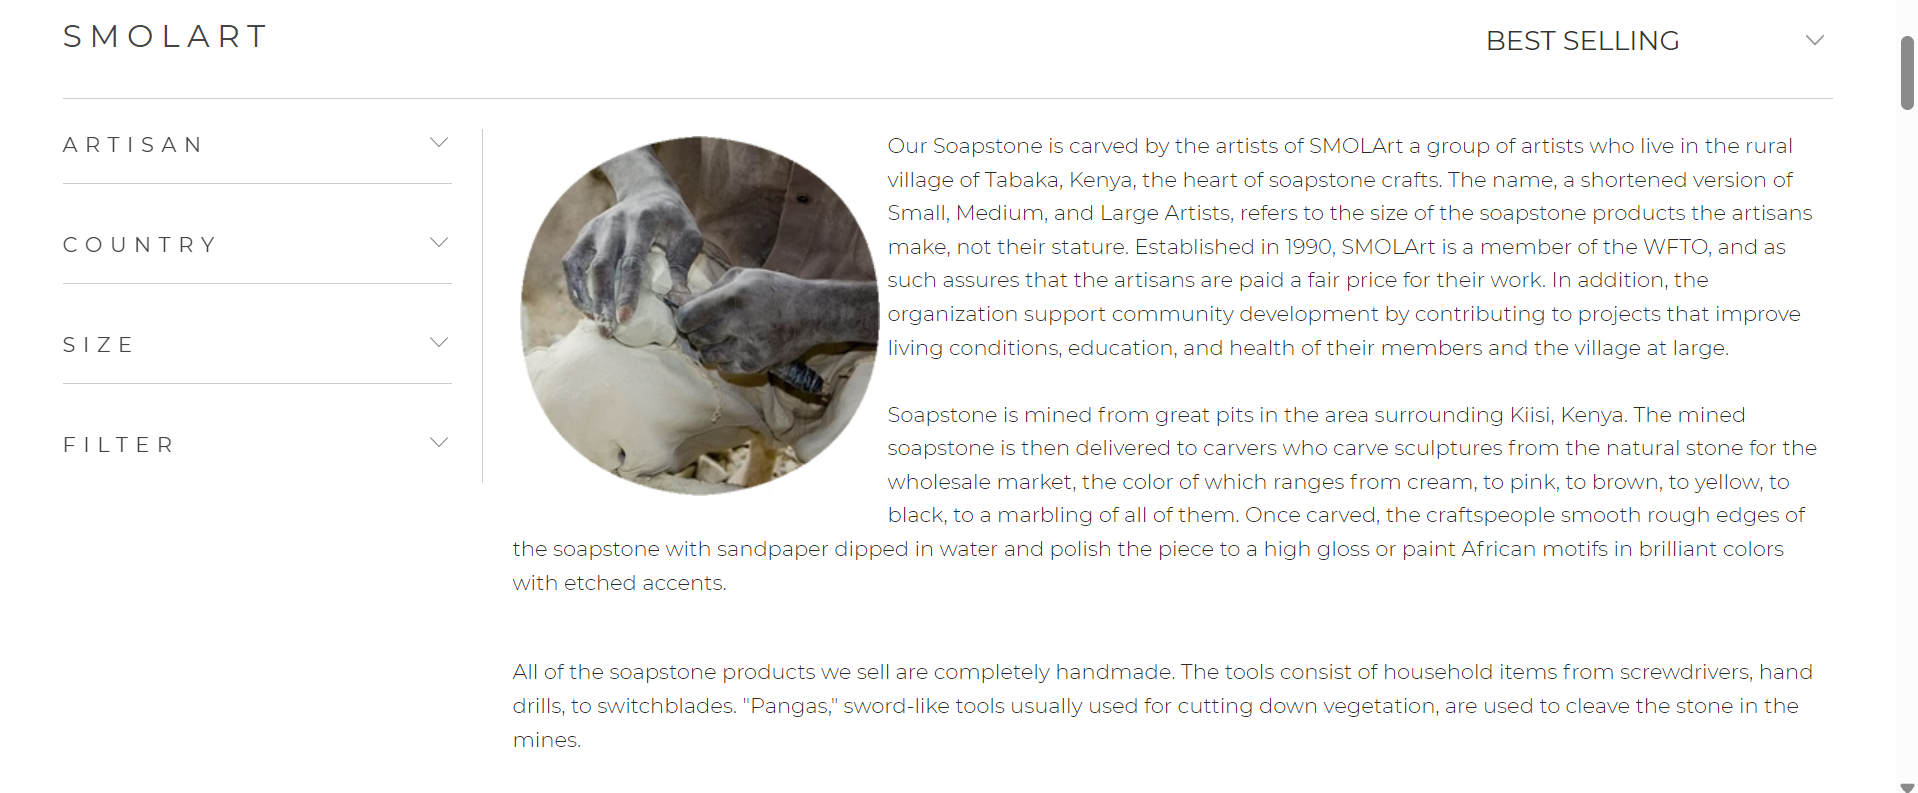 SMOLART
BEST SELLING
ARTISAN
COUNTRY
SIZE
FILTER
Our Soapstone is carved by the artists of SMOLArt a group of artists who live in the rural
village of Tabaka, Kenya, the heart of soapstone crafts. The name, a shortened version of
Small, Medium, and Large Artists, refers to the size of the soapstone products the artisans
make, not their stature. Established in 1990, SMOLArt is a member of the WFTO, and as
such assures that the artisans are paid a fair price for their work. In addition, the
organization support community development by contributing to projects that improve
living conditions, education, and health of their members and the village at large.
Soapstone is mined from great pits in the area surrounding Kiisi, Kenya. The mined
soapstone is then delivered to carvers who carve sculptures from the natural stone for the
wholesale market, the color of which ranges from cream, to pink, to brown, to yellow, to
black, to a marbling of all of them. Once carved, the craftspeople smooth rough edges of
the soapstone with sandpaper dipped in water and polish the piece to a high gloss or paint African motifs in brilliant colors
with etched accents.
All of the soapstone products we sell are completely handmade. The tools consist of household items from screwdrivers, hand
drills, to switchblades. "Pangas," sword-like tools usually used for cutting down vegetation, are used to cleave the stone in the
mines.